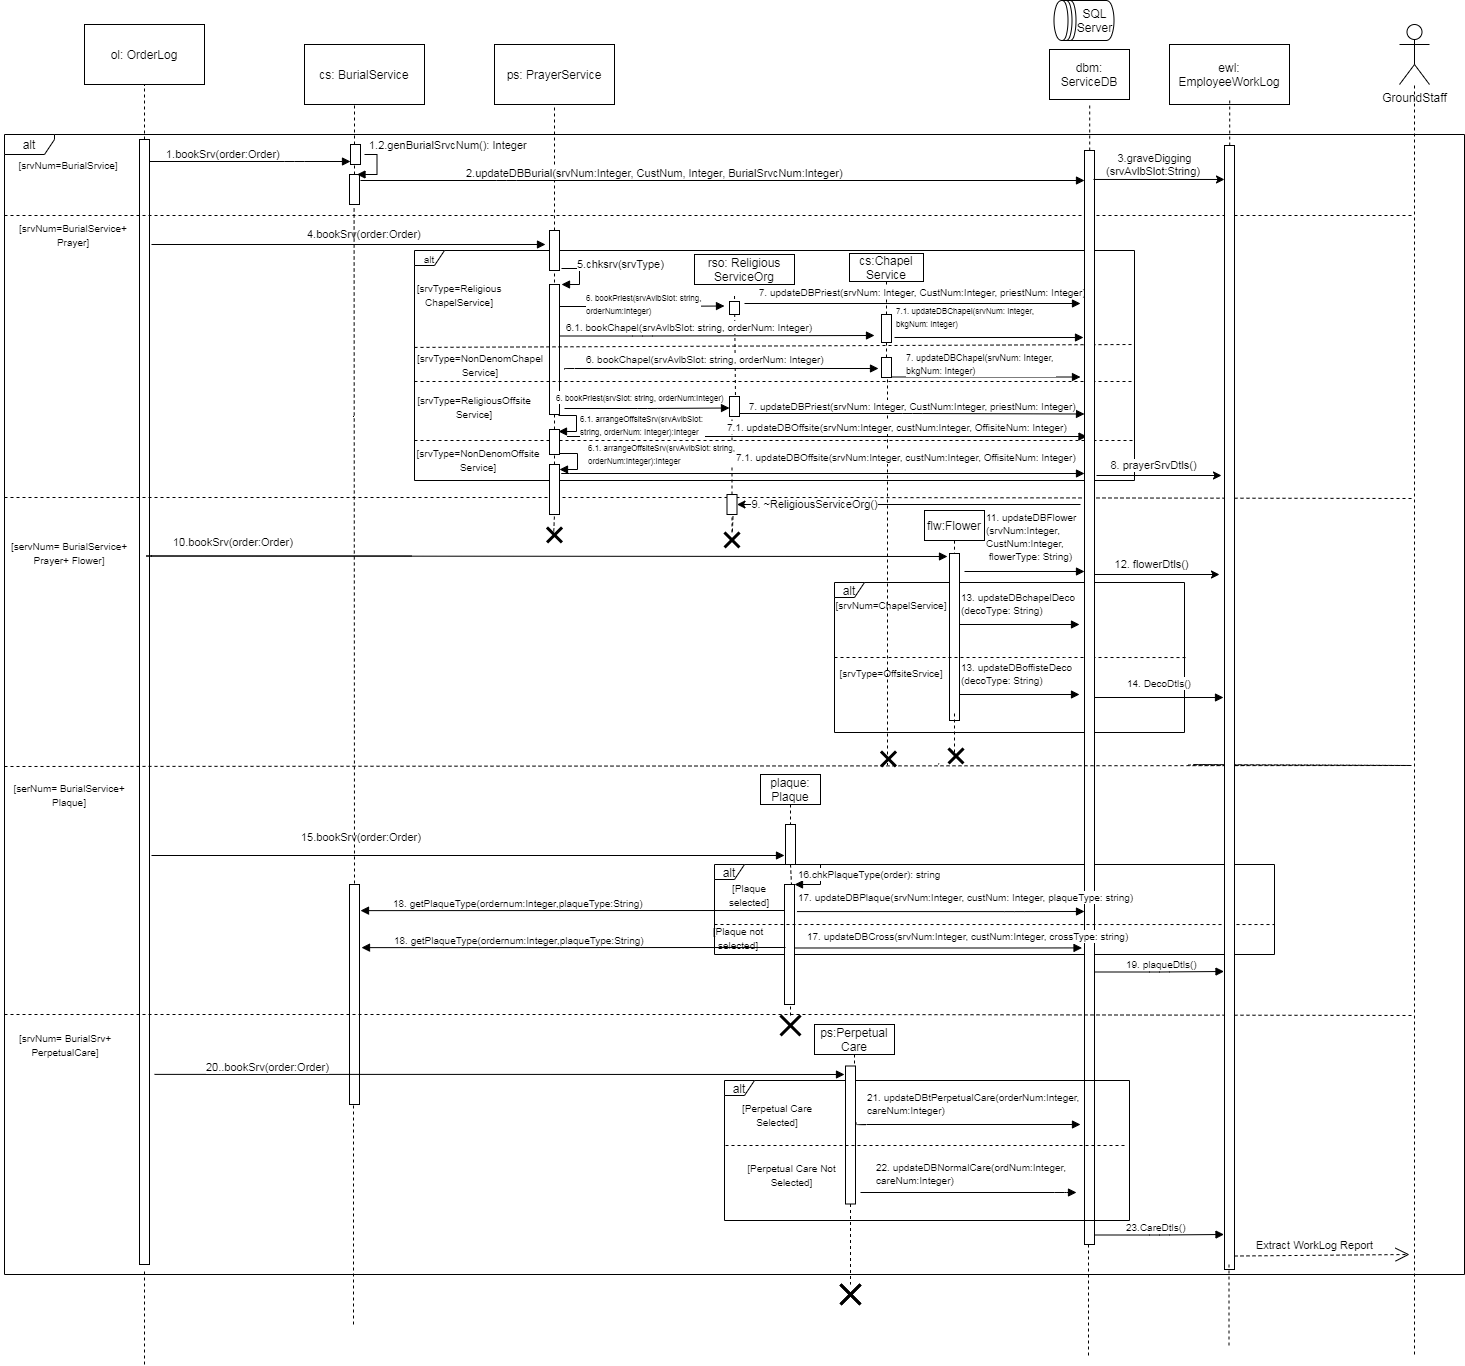 SQL
Server
ol: OrderLog
cs: BurialService
ps: PrayerService
dbm:
ServiceDB
ewl:
EmployeeWorkLog
GroundStaff
alt
[srvNum=BurialSrvice]
1.bookSrv(order:Order)
1.2.genBurialSrvcNum(): Integer
2.updateDBBurial(srvNum:Integer, CustNum, Integer, BurialSrvcNum:Integer)
3.graveDigging
(srvAvlbSlot:String)
[srvNum=BurialService+
Prayer]
4.bookSrv(order:Order)
alt
5.chksrv(srvType)
rso: Religious
ServiceOrg
cs:Chapel
Service
[srvType=Religious
ChapelService]
6. bookPriest(srvAvlbSlot: string,
orderNum:Integer)
7. updateDBPriest(srvNum: Integer, CustNum:Integer, priestNum: Integer)
6.1. bookChapel(srvAvlbSlot: string, orderNum: Integer)
7.1. updateDBChapel(srvNum: Integer,
bkgNum: Integer)
[srvType=NonDenomChapel
Service]
6. bookChapel(srvAvlbSlot: string, orderNum: Integer)
7. updateDBChapel(srvNum: Integer,
bkgNum: Integer)
[srvType=ReligiousOffsite
Service]
6. bookPriest(srvSlot: string, orderNum:Integer)
7. updateDBPriest(srvNum: Integer, CustNum:Integer, priestNum: Integer)
6.1. arrangeOffsiteSrv(srvAvlbSlot:
string, orderNum: Integer):Integer
7.1. updateDBOffsite(srvNum:Integer, custNum:Integer, OffisiteNum: Integer)
[srvType=NonDenomOffsite
Service]
6.1. arrangeOffsiteSrv(srvAvlbSlot: string,
orderNum:Integer):Integer
7.1. updateDBOffsite(srvNum:Integer, custNum:Integer, OffisiteNum: Integer)
8. prayerSrvDtls()
9. ~ReligiousServiceOrg()
[servNum= BurialService+
Prayer+ Flower]
10.bookSrv(order:Order)
flw:Flower
11. updateDBFlower
(srvNum:Integer,
CustNum:Integer,
flowerType: String)
12. flowerDtls()
alt
[srvNum=ChapelService]
13. updateDBchapelDeco
(decoType: String)
[srvType=OffsiteSrvice]
13. updateDBoffisteDeco
(decoType: String)
14. DecoDtls()
[serNum= BurialService+
Plaque]
plaque:
Plaque
15.bookSrv(order:Order)
alt
16.chkPlaqueType(order): string
[Plaque
selected]
17. updateDBPlaque(srvNum:Integer, custNum: Integer, plaqueType: string)
18. getPlaqueType(ordernum:Integer,plaqueType:String)
[Plaque not
selected]
17. updateDBCross(srvNum:Integer, custNum:Integer, crossType: string)
18. getPlaqueType(ordernum:Integer,plaqueType:String)
19. plaqueDtls()
[srvNum= BurialSrv+
PerpetualCare]
ps:Perpetual
Care
20..bookSrv(order:Order)
alt
[Perpetual Care
Selected]
21. updateDBtPerpetualCare(orderNum:Integer,
careNum:Integer)
[Perpetual Care Not
Selected]
22. updateDBNormalCare(ordNum:Integer,
careNum:Integer)
23.CareDtls()
Extract WorkLog Report